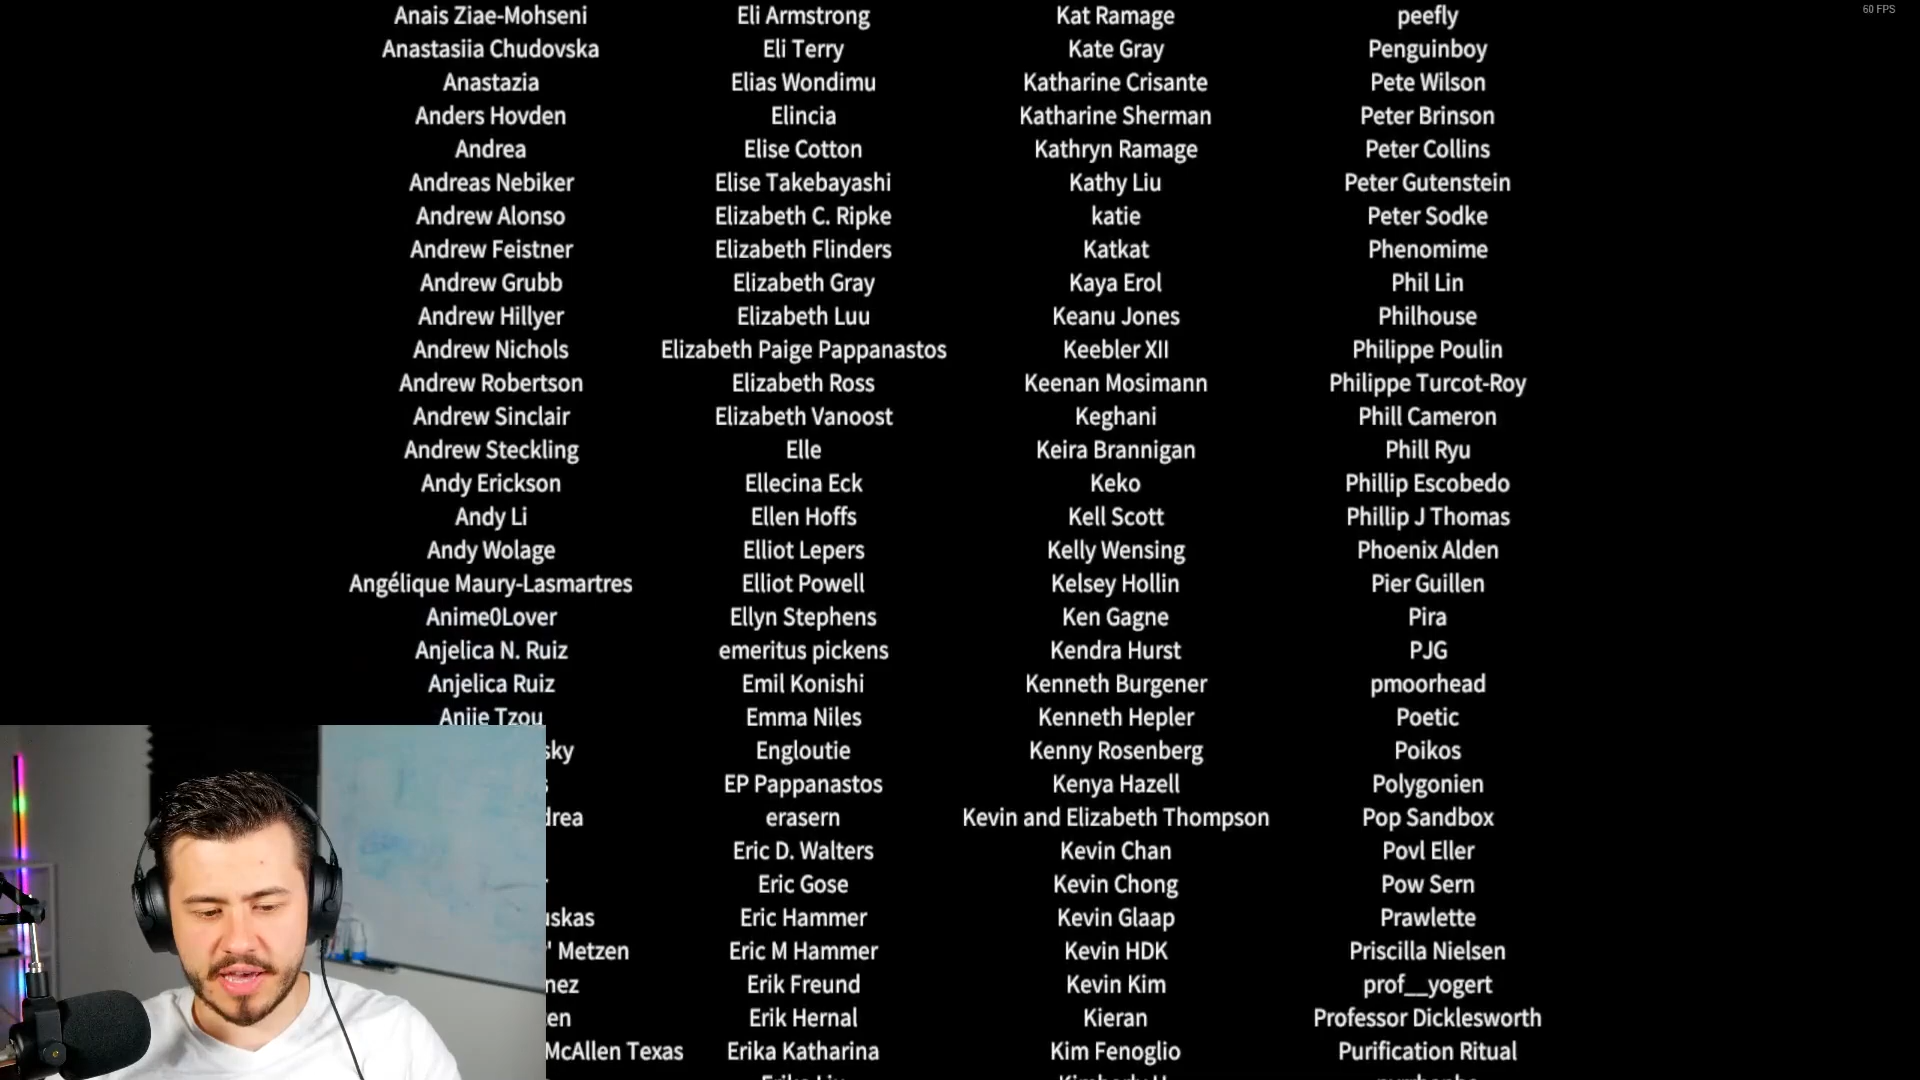 60 FPS
Anais Ziae-Mohseni
Anastasiia Chudovska
Anastazia
Anders Hovden
Andrea
Andreas Nebiker
Andrew Alonso
Andrew Feistner
Andrew Grubb
Andrew Hillyer
Andrew Nichols
Andrew Robertson
Andrew Sinclair
Andrew Steckling
Andy Erickson
Andy Li
Andy Wolage
Angélique Maury-Lasmartres
Anime0Lover
Anjelica N. Ruiz
Anjelica Ruiz
Anjie Tzou
Metzen
McAllen Texas
Eli Armstrong
Eli Terry
Elias Wondimu
Elincia
Elise Cotton
Elise Takebayashi
Elizabeth C. Ripke
Elizabeth Flinders
Elizabeth Gray
Elizabeth Luu
Elizabeth Paige Pappanastos
Elizabeth Ross
Elizabeth Vanoost
Elle
Ellecina Eck
Ellen Hoffs
Elliot Lepers
Elliot Powell
Ellyn Stephens
emeritus pickens
Emil Konishi
Emma Niles
Engloutie
EP Pappanastos
erasern
Eric D. Walters
Eric Gose
Eric Hammer
Eric M Hammer
Erik Freund
Erik Hernal
Erika Katharina
Kat Ramage
Kate Gray
Katharine Crisante
Katharine Sherman
Kathryn Ramage
Kathy Liu
katie
Katkat
Kaya Erol
Keanu Jones
Keebler XII
Keenan Mosimann
Keghani
Keira Brannigan
Keko
Kell Scott
Kelly Wensing
Kelsey Hollin
Ken Gagne
Kendra Hurst
Kenneth Burgener
Kenneth Hepler
Kenny Rosenberg
Kenya Hazell
Kevin and Elizabeth Thompson
Kevin Chan
Kevin Chong
Kevin Glaap
Kevin HDK
Kevin Kim
Kieran
Kim Fenoglio
peefly
Penguinboy
Pete Wilson
Peter Brinson
Peter Collins
Peter Gutenstein
Peter Sodke
Phenomime
Phil Lin
Philhouse
Philippe Poulin
Philippe Turcot-Roy
Phill Cameron
Phill Ryu
Phillip Escobedo
Phillip J Thomas
Phoenix Alden
Pier Guillen
Pira
PJG
pmoorhead
Poetic
Poikos
Polygonien
Pop Sandbox
Povl Eller
Pow Sern
Prawlette
Priscilla Nielsen
prof__yogert
Professor Dicklesworth
Purification Ritual